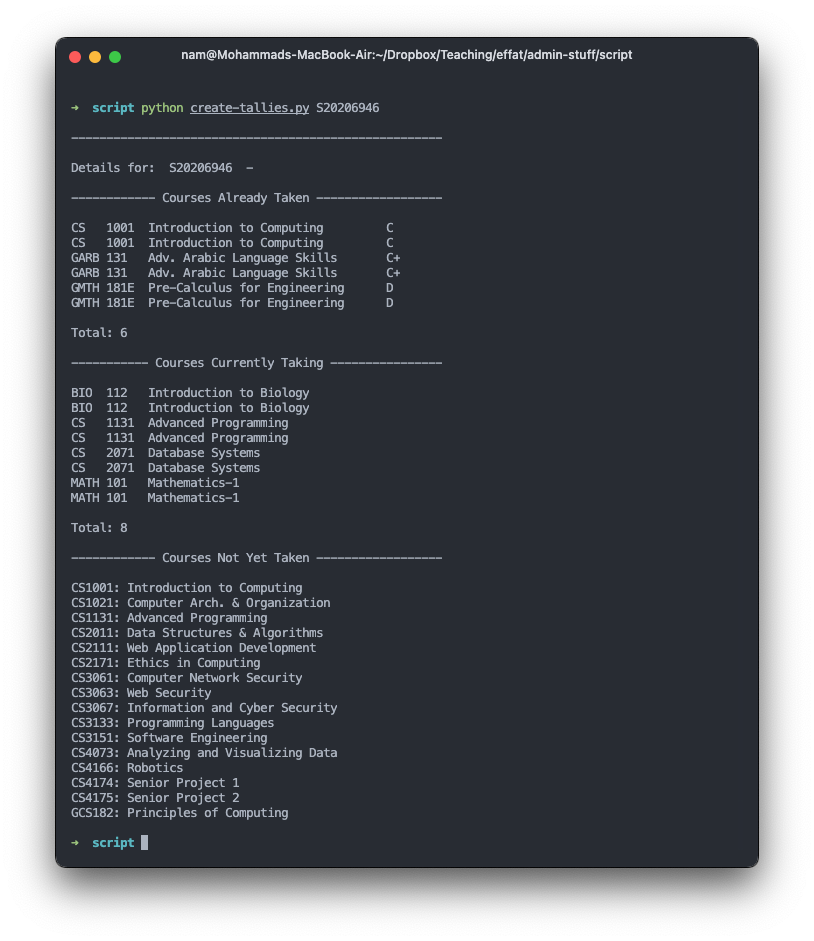 nam@Mohammads-MacBook-Air:~/Dropbox/Teaching/effat/admin-stuff/script
➜  script python create-tallies.py S20206946
-----------------------------------------------------
Details for:  S20206946  -
------------ Courses Already Taken ------------------
CS   1001  Introduction to Computing         C
CS   1001  Introduction to Computing         C
GARB 131   Adv. Arabic Language Skills       C+
GARB 131   Adv. Arabic Language Skills       C+
GMTH 181E  Pre-Calculus for Engineering      D
GMTH 181E  Pre-Calculus for Engineering      D
Total: 6
----------- Courses Currently Taking ----------------
BIO  112   Introduction to Biology
BIO  112   Introduction to Biology
CS   1131  Advanced Programming
CS   1131  Advanced Programming
CS   2071  Database Systems
CS   2071  Database Systems
MATH 101   Mathematics-1
MATH 101   Mathematics-1
Total: 8
------------ Courses Not Yet Taken ------------------
CS1001: Introduction to Computing
CS1021: Computer Arch. & Organization
CS1131: Advanced Programming
CS2011: Data Structures & Algorithms
CS2111: Web Application Development
CS2171: Ethics in Computing
CS3061: Computer Network Security
CS3063: Web Security
CS3067: Information and Cyber Security
CS3133: Programming Languages
CS3151: Software Engineering
CS4073: Analyzing and Visualizing Data
CS4166: Robotics
CS4174: Senior Project 1
CS4175: Senior Project 2
GCS182: Principles of Computing
➜  script